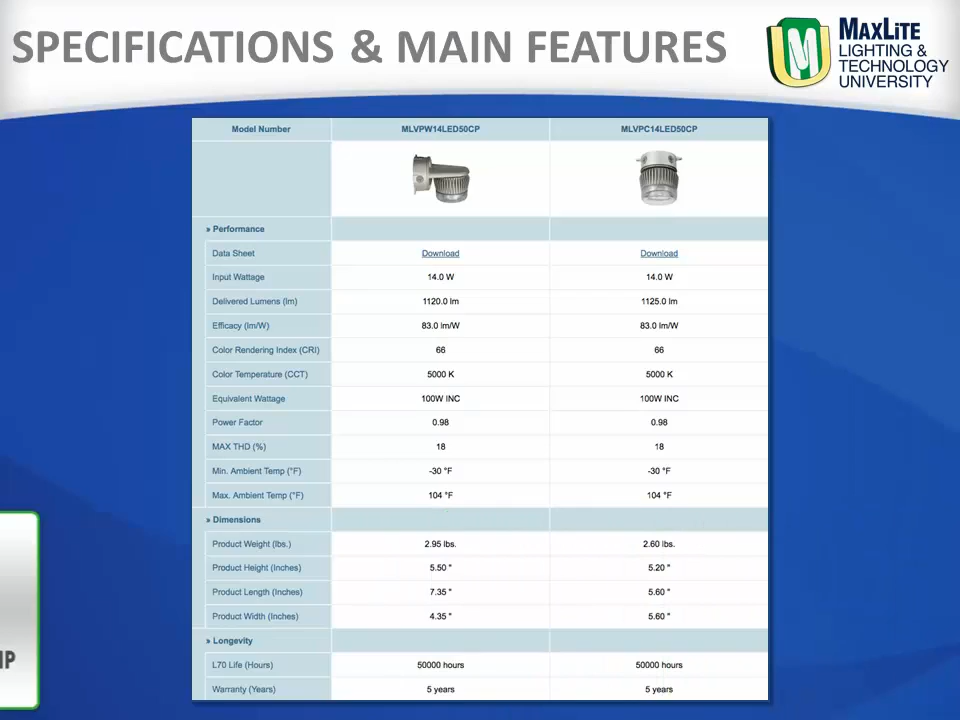 SPECIFICATIONS & MAIN FEATURES
MAXLITE
LIGHTING &
TECHNOLOGY
UNIVERSITY
Model Number MLVPW14LED50CP MLVPC14LED50CP
» Performance
Data Sheet Download Download
Input Wattage 14.0 W 14.0 W
Delivered Lumens (lm) 1120.0 lm 1125.0 lm
Efficacy (lm/W) 83.0 lm/W 83.0 lm/W
Color Rendering Index (CRI) 66 66
Color Temperature (CCT) 5000 K 5000 K
Equivalent Wattage 100W INC 100W INC
Power Factor 0.98 0.98
MAX THD (%) 18 18
Min. Ambient Temp (°F) -30 °F -30 °F
Max. Ambient Temp (°F) 104 °F 104 °F
» Dimensions
Product Weight (lbs.) 2.95 lbs. 2.60 lbs.
Product Height (Inches) 5.50 " 5.20 "
Product Length (Inches) 7.35 " 5.60 "
Product Width (Inches) 4.35 " 5.60 "
» Longevity
L70 Life (Hours) 50000 hours 50000 hours
Warranty (Years) 5 years 5 years